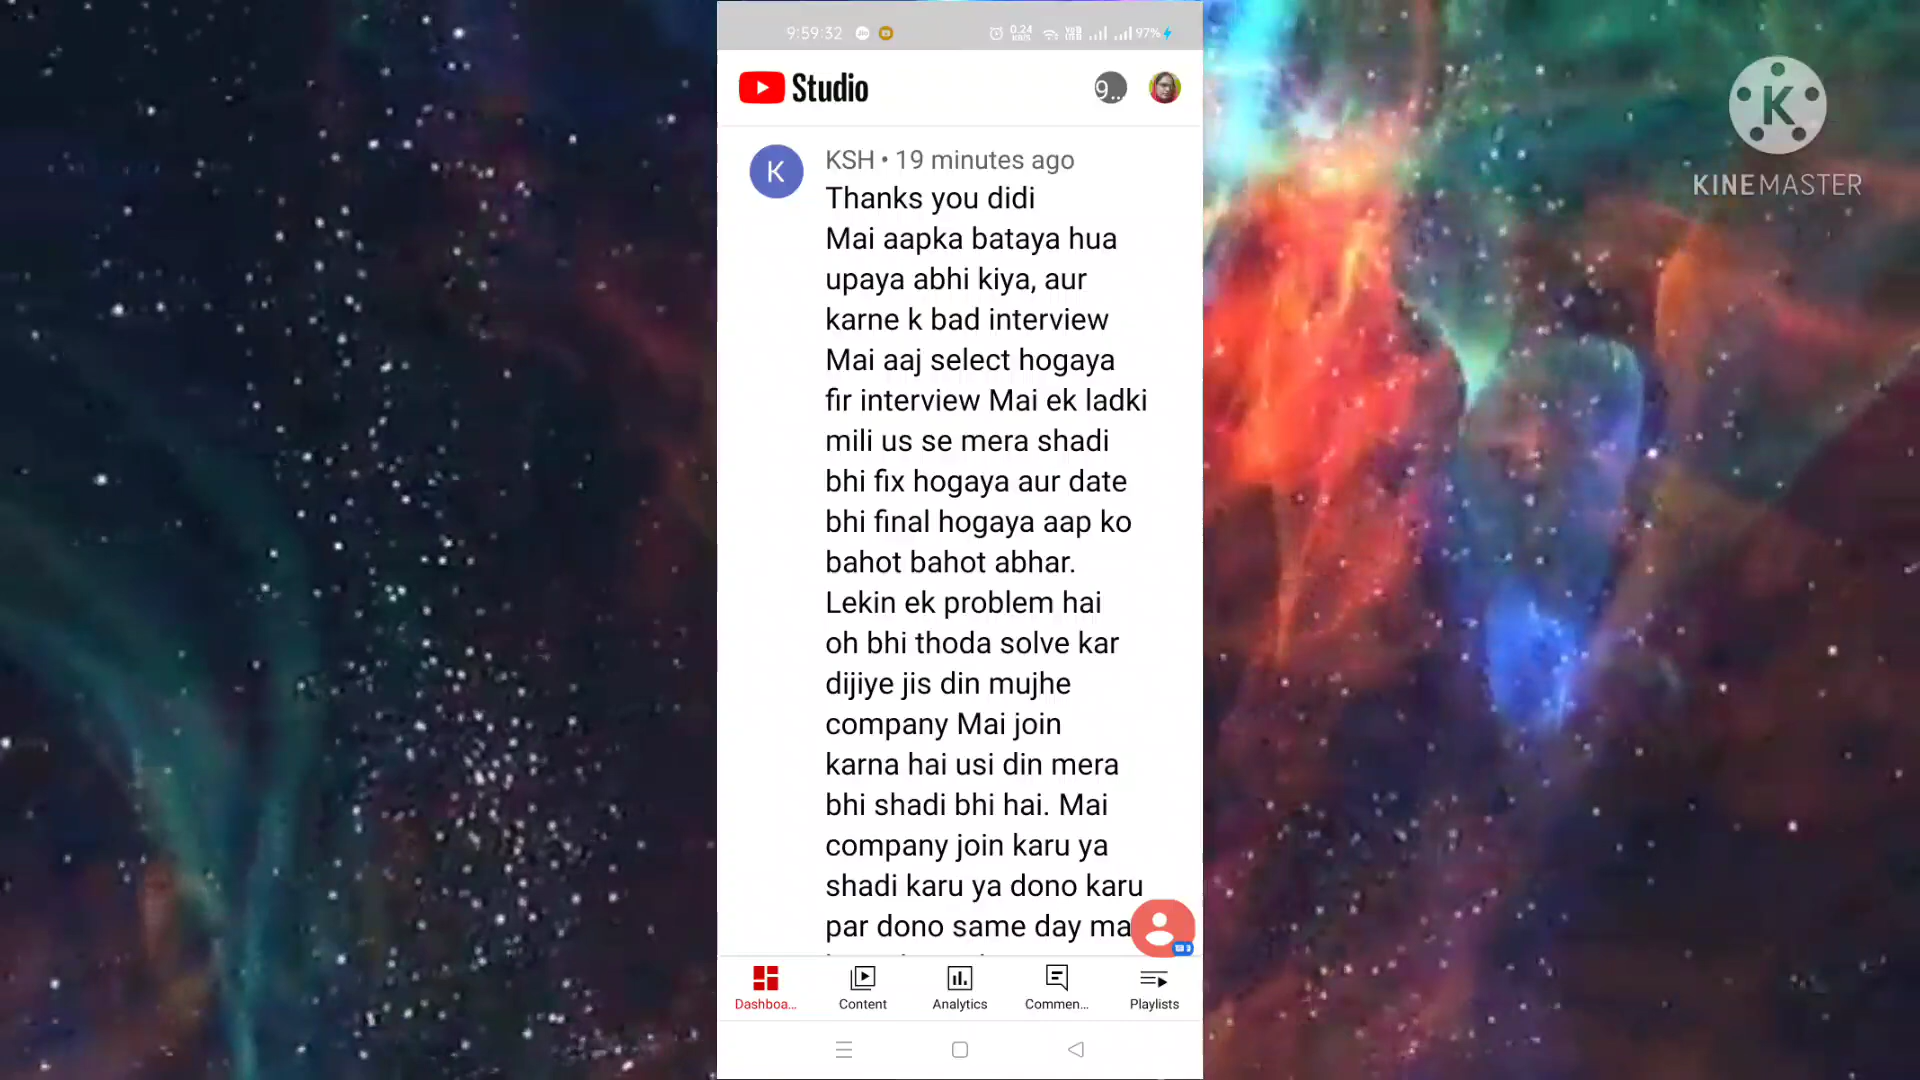 9:59:32
0.24
KB/S
97%
Studio
9..
K
KSH • 19 minutes ago
Thanks you didi
Mai aapka bataya hua
upaya abhi kiya, aur
karne k bad interview
Mai aaj select hogaya
fir interview Mai ek ladki
mili us se mera shadi
bhi fix hogaya aur date
bhi final hogaya aap ko
bahot bahot abhar.
Lekin ek problem hai
oh bhi thoda solve kar
dijiye jis din mujhe
company Mai join
karna hai usi din mera
bhi shadi bhi hai. Mai
company join karu ya
shadi karu ya dono karu
par dono same day ma
Dashboa...
Content
Analytics
Commen...
Playlists
K
KINEMASTER